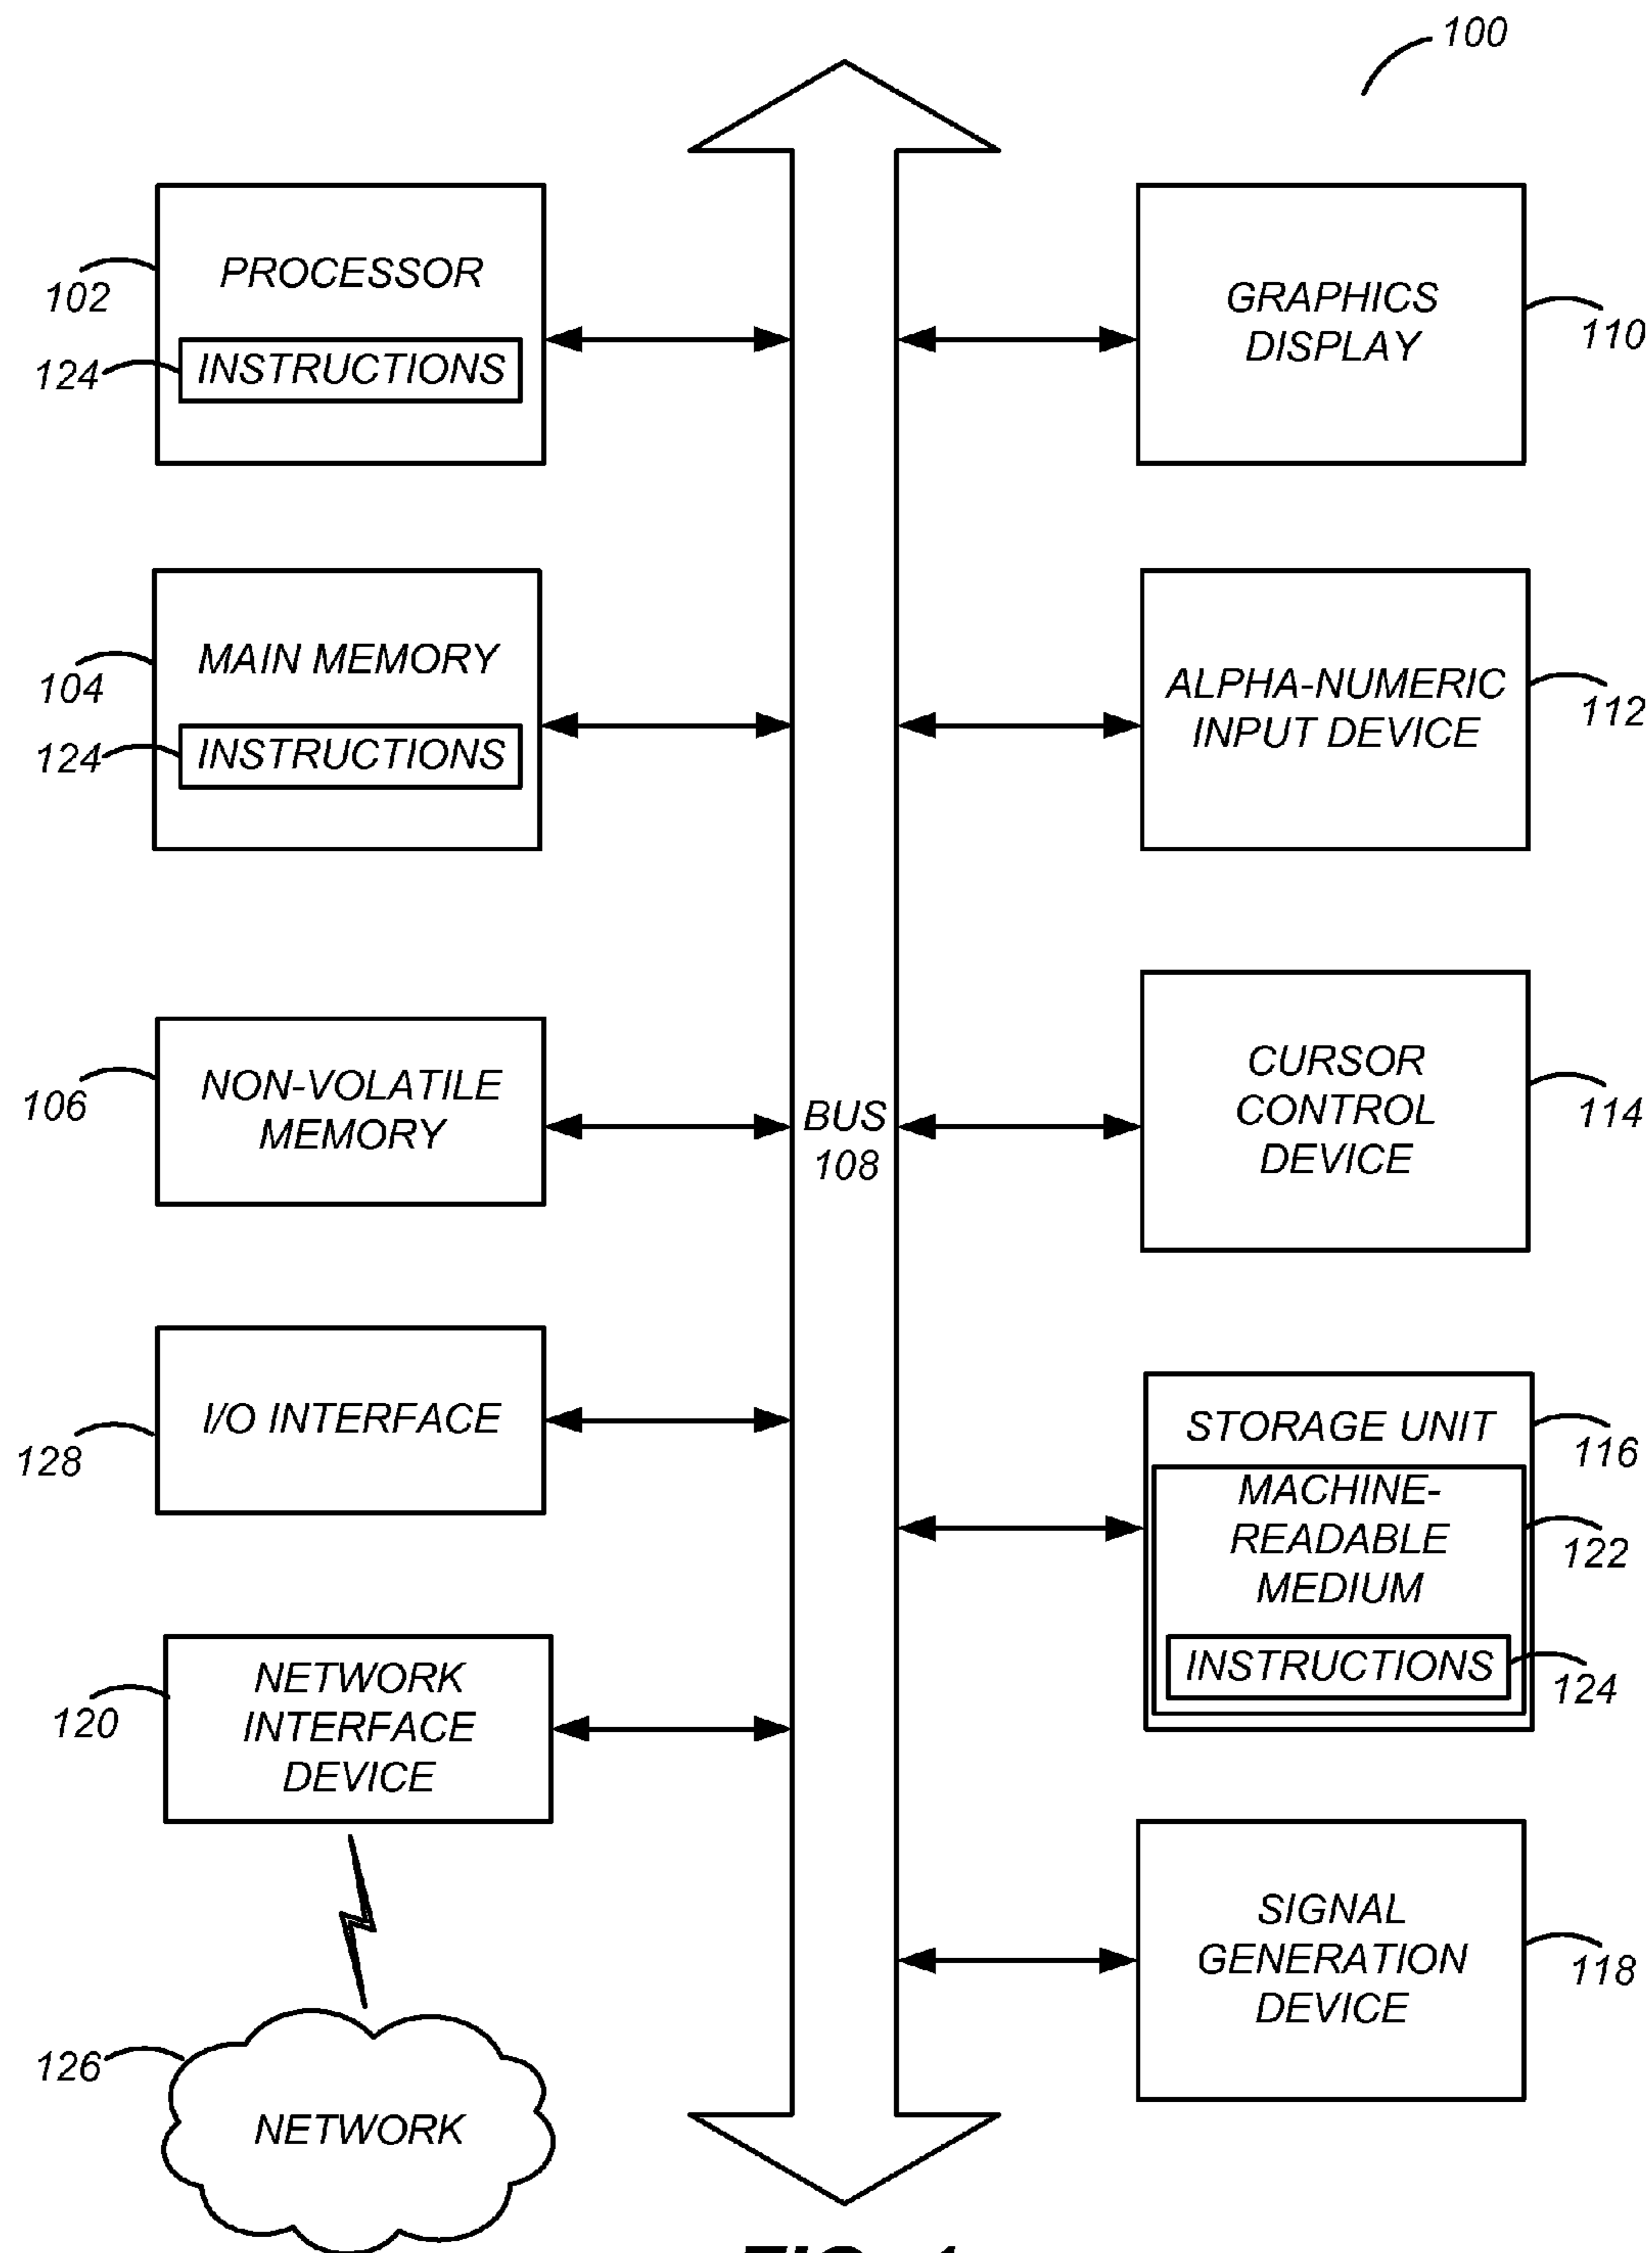 100
PROCESSOR
102
INSTRUCTIONS
124
MAIN MEMORY
104
INSTRUCTIONS
124
NON-VOLATILE
MEMORY
106
I/O INTERFACE
128
NETWORK
INTERFACE
DEVICE
120
NETWORK
126
BUS
108
GRAPHICS
DISPLAY
110
ALPHA-NUMERIC
INPUT DEVICE
112
CURSOR
CONTROL
DEVICE
114
STORAGE UNIT
116
MACHINE-
READABLE
MEDIUM
122
INSTRUCTIONS
124
SIGNAL
GENERATION
DEVICE
118